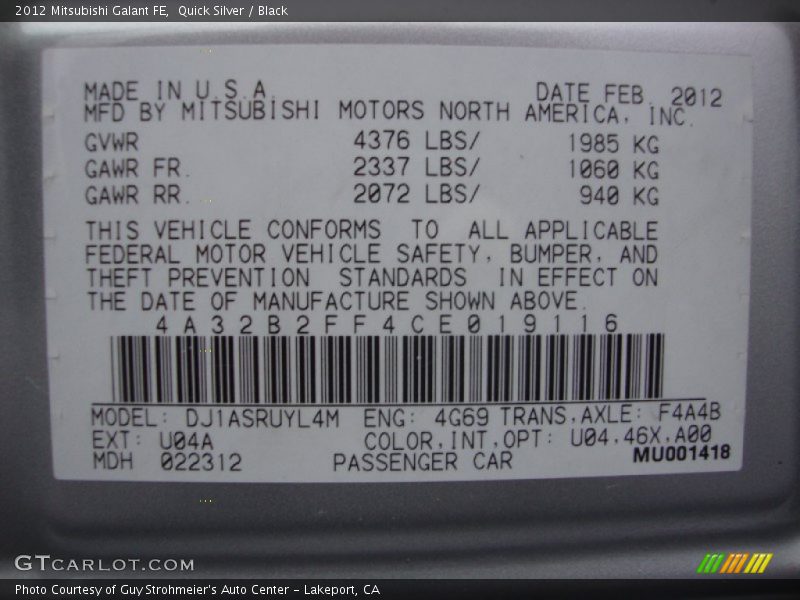 2012 Mitsubishi Galant FE, Quick Silver / Black
MADE IN U.S.A. DATE FEB. 2012
MFD BY MITSUBISHI MOTORS NORTH AMERICA, INC.
GVWR 4376 LBS/ 1985 KG
GAWR FR. 2337 LBS/ 1060 KG
GAWR RR. 2072 LBS/ 940 KG
THIS VEHICLE CONFORMS TO ALL APPLICABLE
FEDERAL MOTOR VEHICLE SAFETY, BUMPER, AND
THEFT PREVENTION STANDARDS IN EFFECT ON
THE DATE OF MANUFACTURE SHOWN ABOVE.
4A32B2FF4CE019116
MODEL: DJ1ASRUYL4M ENG: 4G69 TRANS.AXLE: F4A4B
EXT: U04A COLOR.INT.OPT: U04.46X.A00
MDH 022312 PASSENGER CAR MU001418
GTCARLOT.COM
Photo Courtesy of Guy Strohmeier's Auto Center – Lakeport, CA